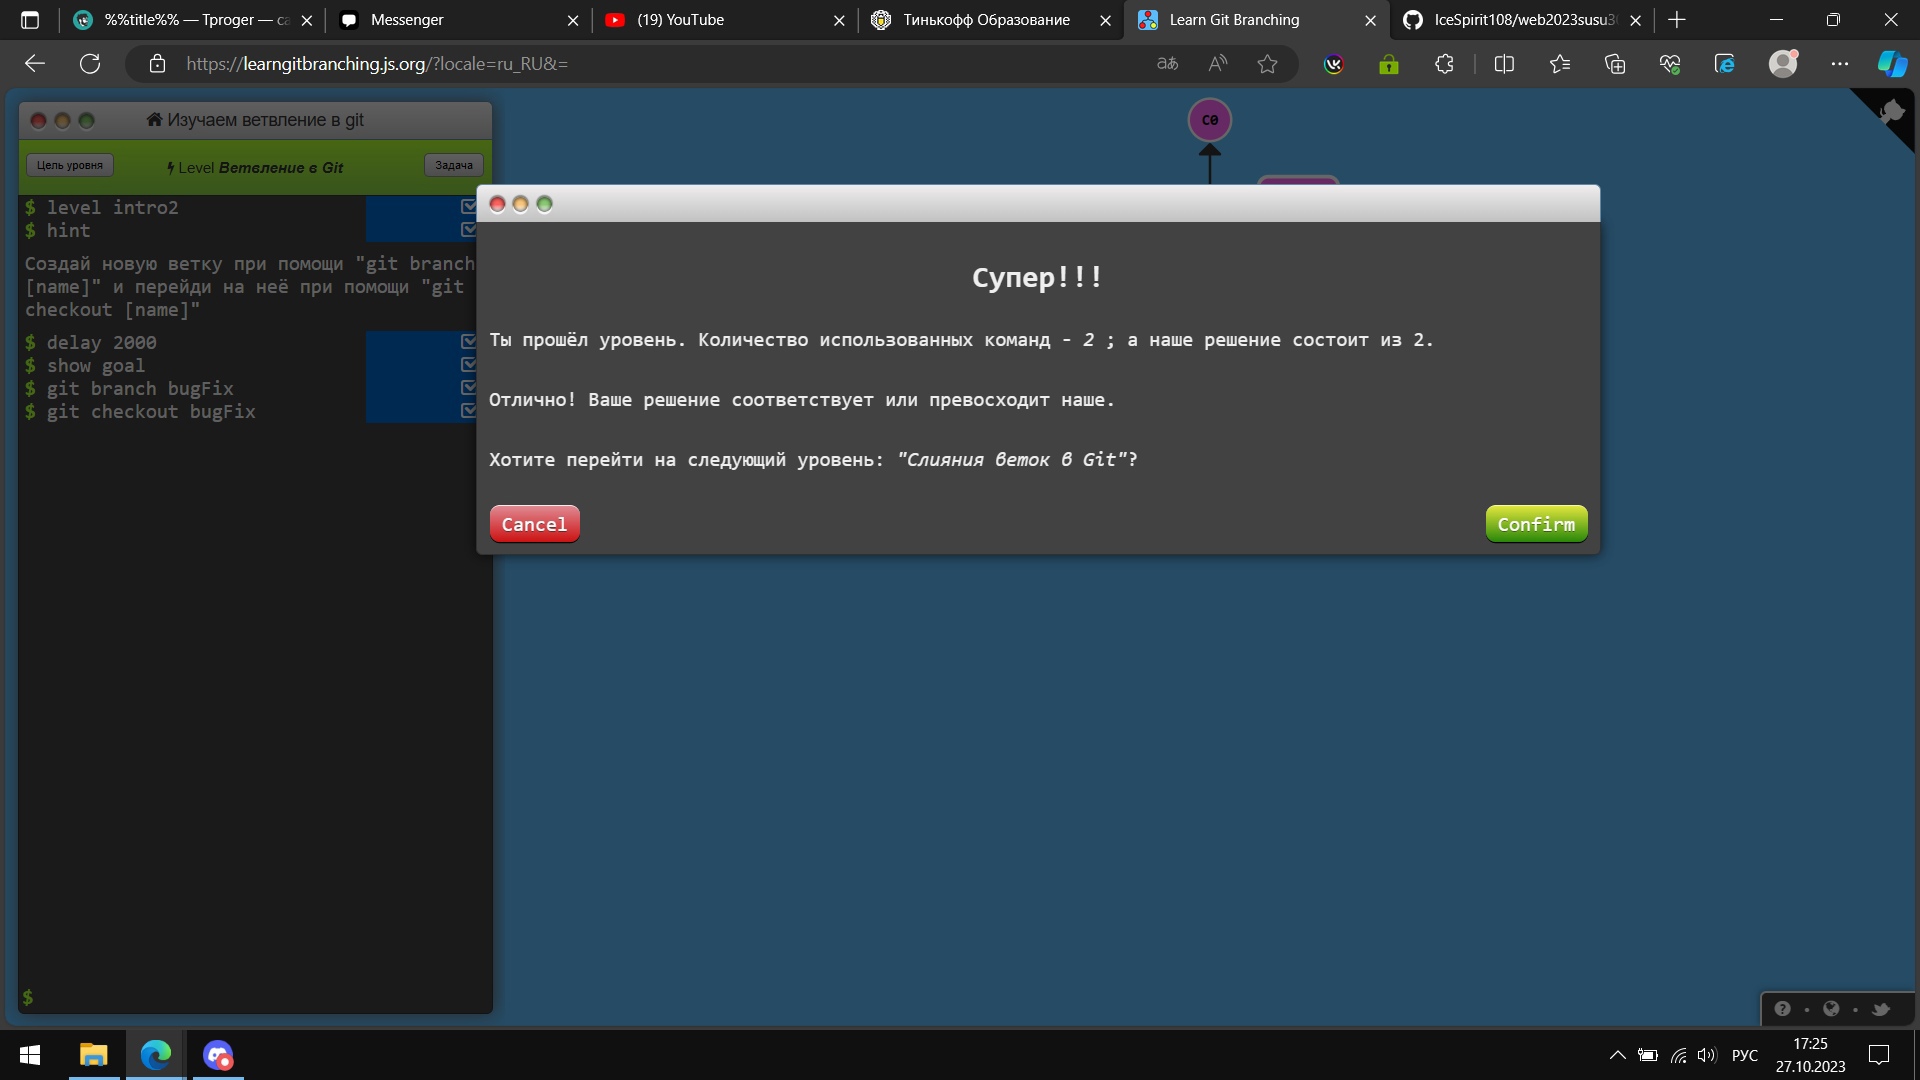 %%title%% — Tproger — са
Messenger
(19) YouTube
Тинькофф Образование
Learn Git Branching
IceSpirit108/web2023susu30
https://learngitbranching.js.org/?locale=ru_RU&=
Изучаем ветвление в git
Цель уровня
Level Ветвление в Git
Задача
$ level intro2
$ hint
Создай новую ветку при помощи "git branch
[name]" и перейди на неё при помощи "git
checkout [name]"
$ delay 2000
$ show goal
$ git branch bugFix
$ git checkout bugFix
$
C0
Супер!!!
Ты прошёл уровень. Количество использованных команд - 2 ; а наше решение состоит из 2.
Отлично! Ваше решение соответствует или превосходит наше.
Хотите перейти на следующий уровень: "Слияния веток в Git"?
Cancel
Confirm
РУС
17:25
27.10.2023